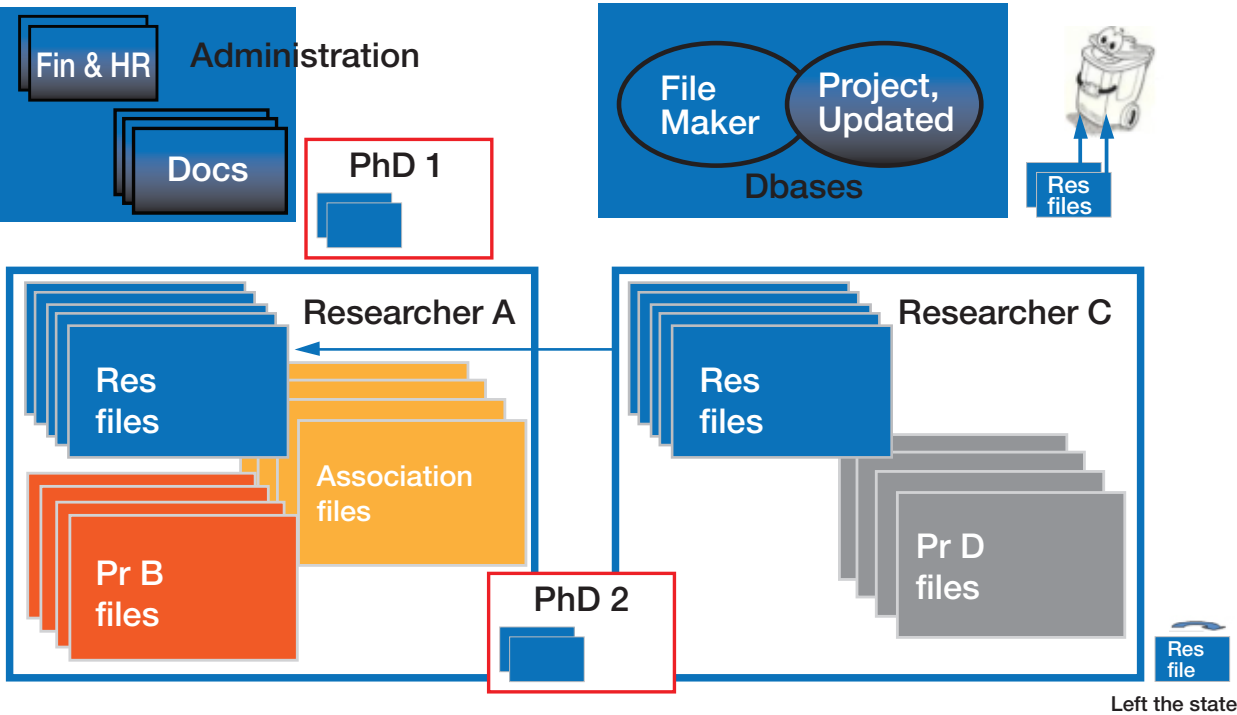 Fin & HR
Administration
Docs
PhD 1
File
Maker
Project,
Updated
Dbases
Res
files
Researcher A
Res
files
Association
files
Pr B
files
Researcher C
Res
files
Pr D
files
PhD 2
Res
file
Left the state